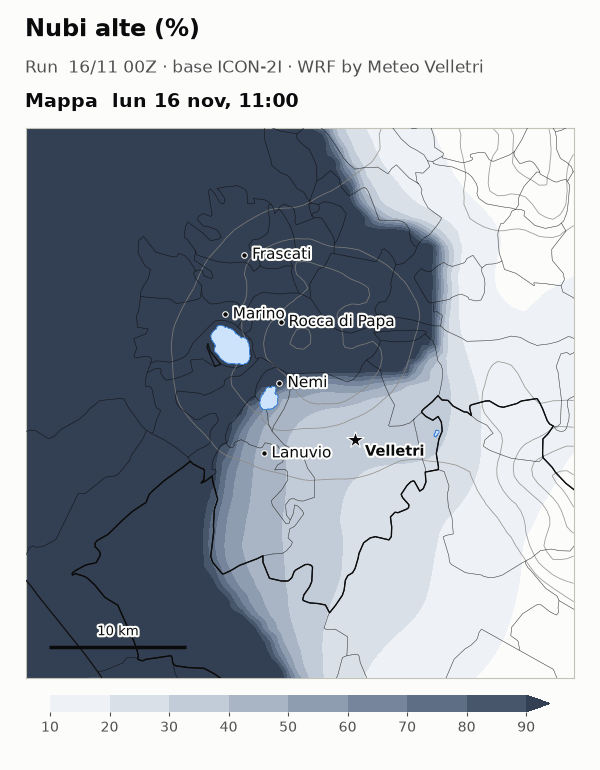 Nubi alte (%)
Run  16/11 00Z · base ICON-2I · WRF by Meteo Velletri
Mappa  lun 16 nov, 11:00
Frascati
Marino
Rocca di Papa
Nemi
Velletri
Lanuvio
10 km
10 20 30 40 50 60 70 80 90